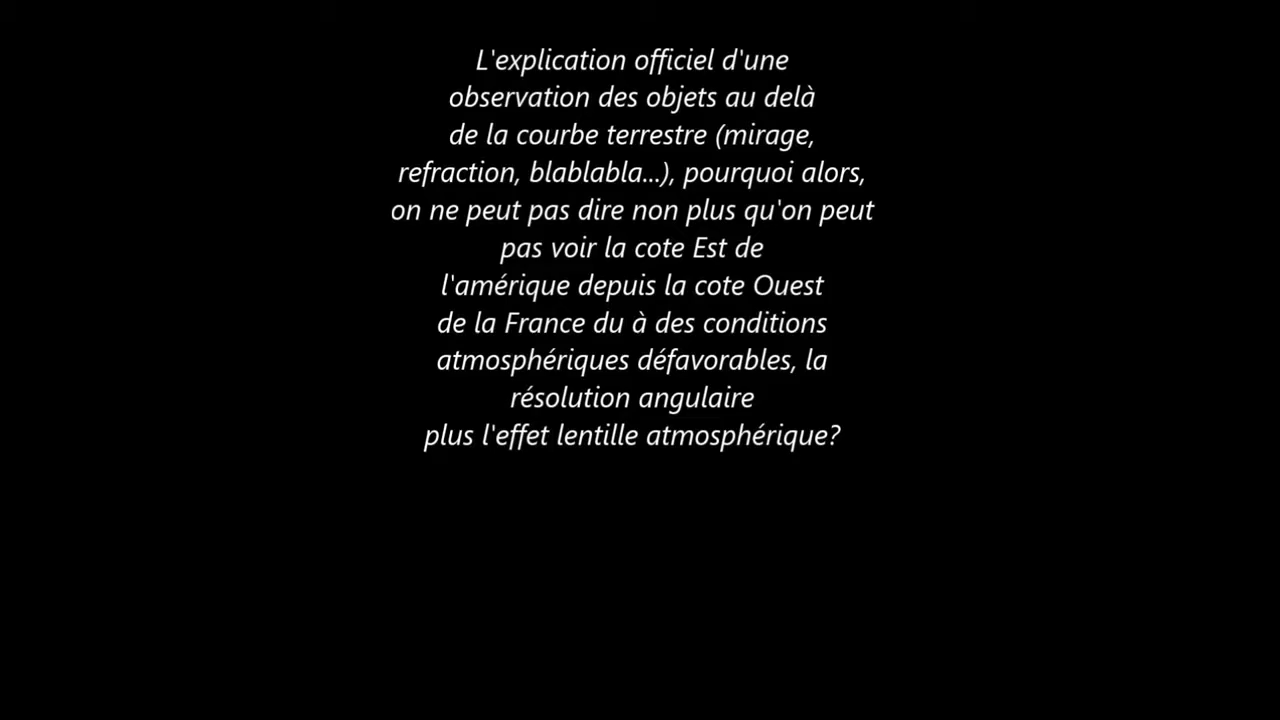 L'explication officiel d'une
observation des objets au delà
de la courbe terrestre (mirage,
refraction, blablabla...), pourquoi alors,
on ne peut pas dire non plus qu'on peut
pas voir la cote Est de
l'amérique depuis la cote Ouest
de la France du à des conditions
atmosphériques défavorables, la
résolution angulaire
plus l'effet lentille atmosphérique?